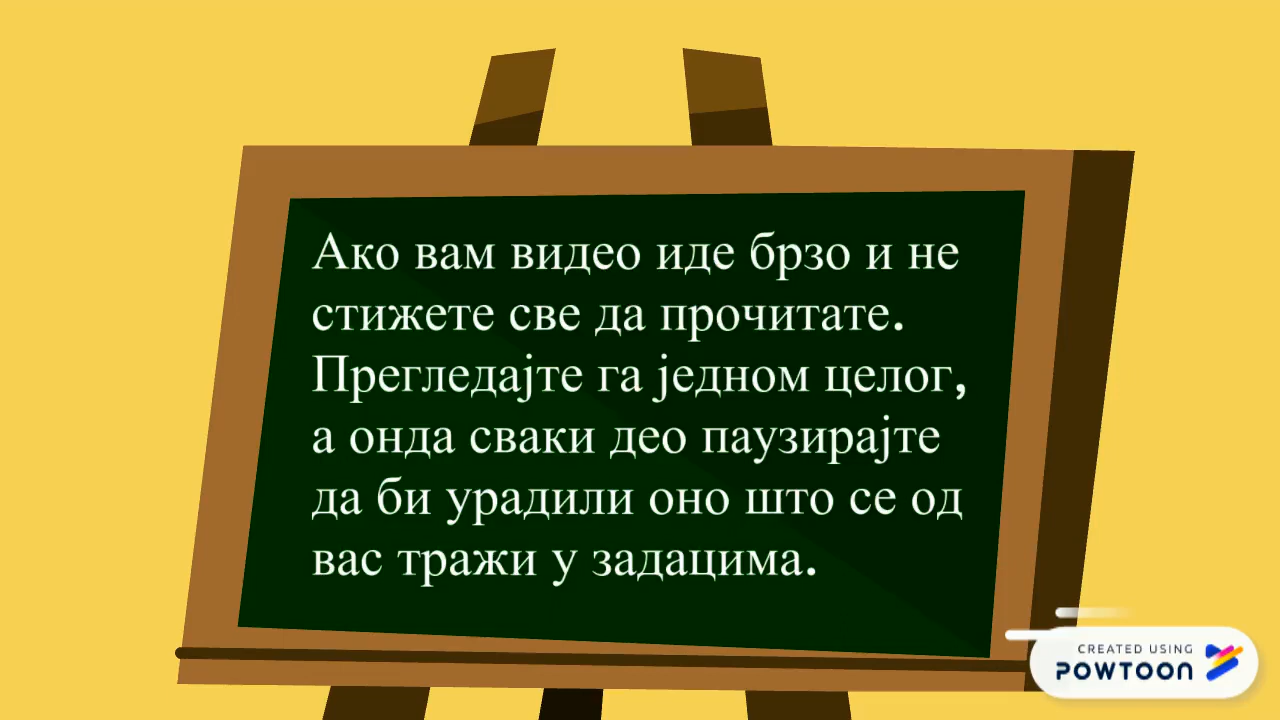 Ако вам видео иде брзо и не
стижете све да прочитате.
Прегледајте га једном целог,
а онда сваки део паузирајте
да би урадили оно што се од
вас тражи у задацима.
CREATED USING
POWTOON